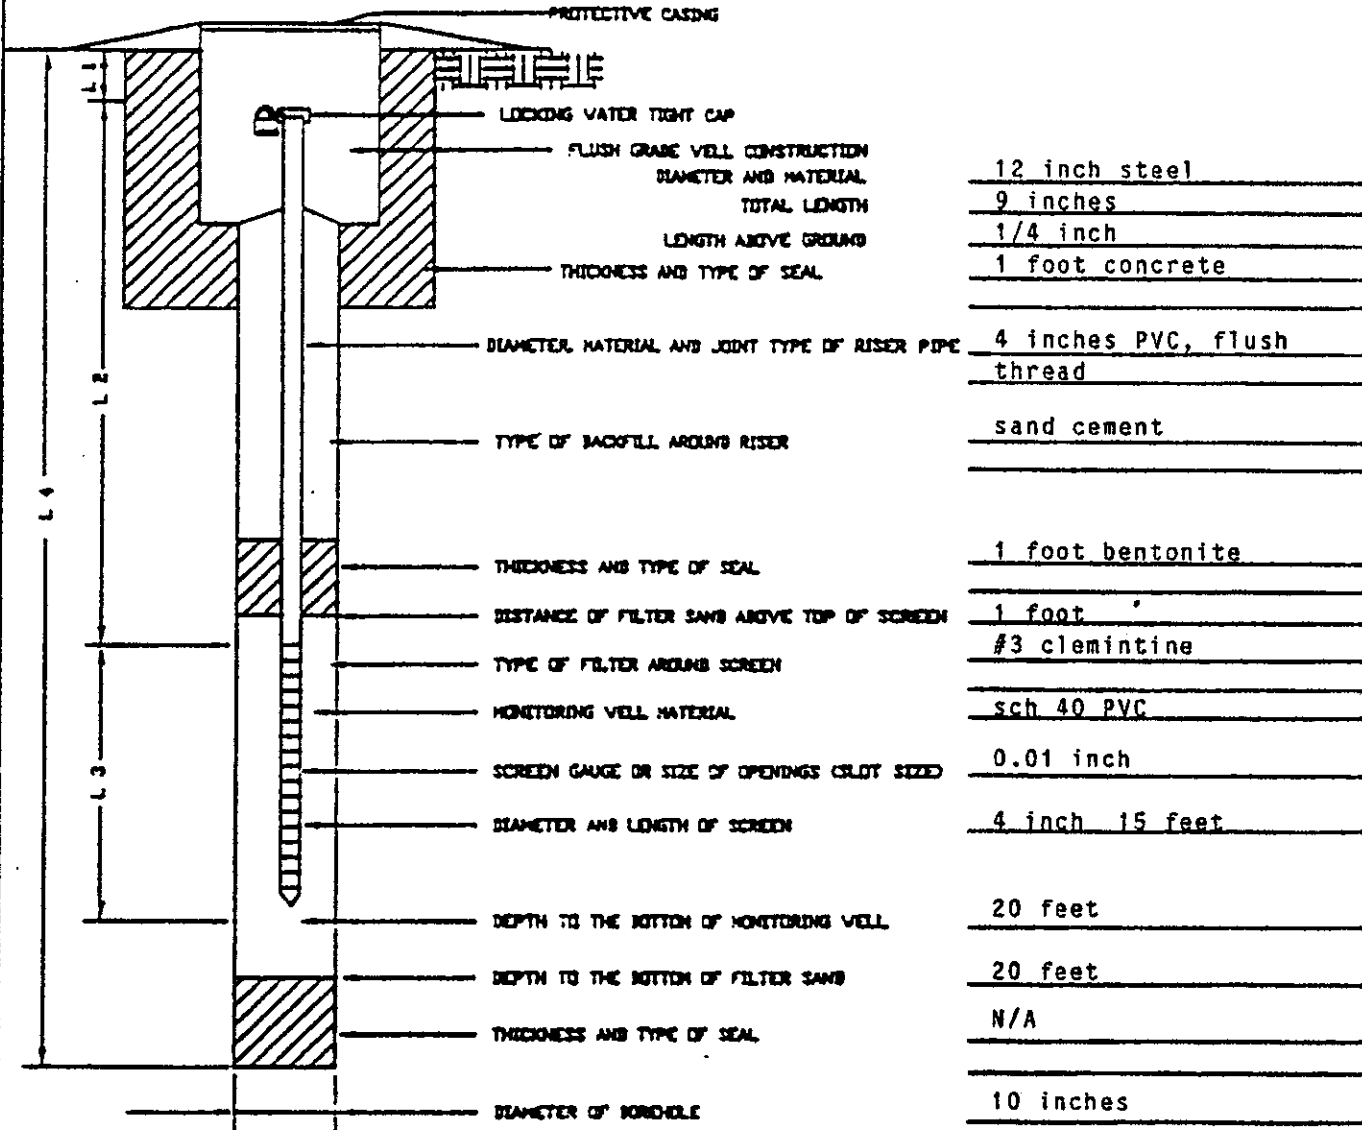 PROTECTIVE CASING
L 1
LOCKING WATER TIGHT CAP
FLUSH GRADE WELL CONSTRUCTION
DIAMETER AND MATERIAL 12 inch steel
TOTAL LENGTH 9 inches
LENGTH ABOVE GROUND 1/4 inch
THICKNESS AND TYPE OF SEAL 1 foot concrete
DIAMETER, MATERIAL AND JOINT TYPE OF RISER PIPE 4 inches PVC, flush
thread
L 2
TYPE OF BACKFILL AROUND RISER sand cement
L 4
THICKNESS AND TYPE OF SEAL 1 foot bentonite
DISTANCE OF FILTER SAND ABOVE TOP OF SCREEN 1 foot
TYPE OF FILTER AROUND SCREEN #3 clemintine
MONITORING WELL MATERIAL sch 40 PVC
L 3
SCREEN GAUGE OR SIZE OF OPENINGS (SLOT SIZE) 0.01 inch
DIAMETER AND LENGTH OF SCREEN 4 inch 15 feet
DEPTH TO THE BOTTOM OF MONITORING WELL 20 feet
DEPTH TO THE BOTTOM OF FILTER SAND 20 feet
THICKNESS AND TYPE OF SEAL N/A
DIAMETER OF BOREHOLE 10 inches